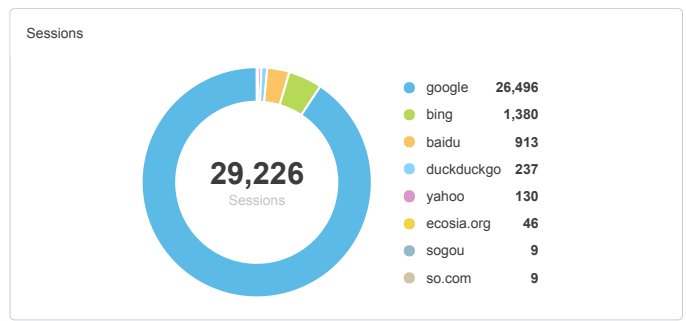 Sessions
29,226
Sessions
google 26,496
bing 1,380
baidu 913
duckduckgo 237
yahoo 130
ecosia.org 46
sogou 9
so.com 9